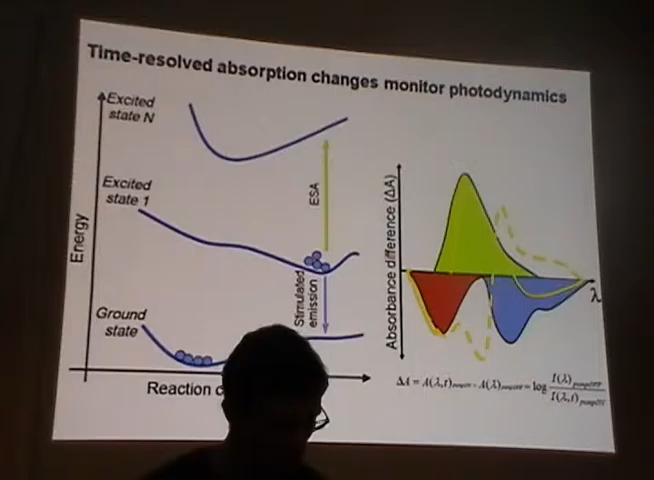 Time-resolved absorption changes monitor photodynamics
Excited
state N
Excited
state 1
Ground
state
Energy
ESA
Stimulated
emission
Reaction c
Absorbance difference (ΔA)
λ